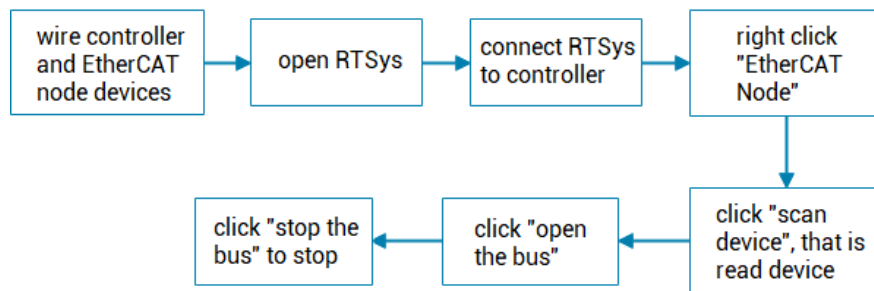 wire controller
and EtherCAT
node devices
open RTSys
connect RTSys
to controller
right click
"EtherCAT
Node"
click "scan
device", that is
read device
click "open
the bus"
click "stop the
bus" to stop